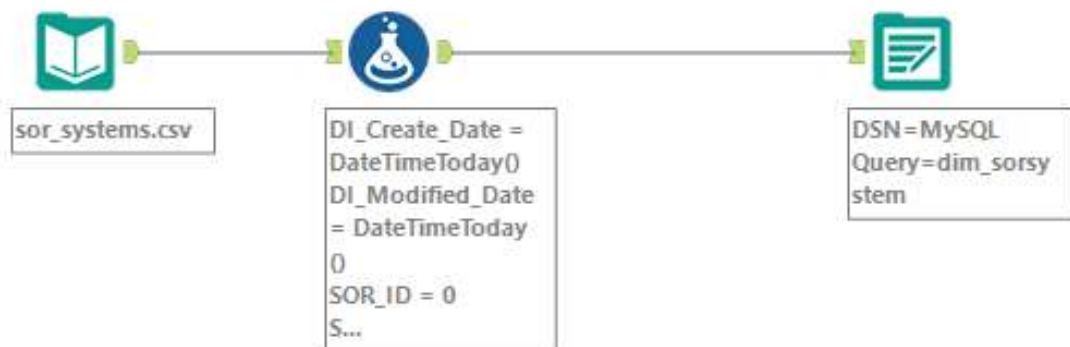 sor_systems.csv
DI_Create_Date =
DateTimeToday()
DI_Modified_Date
= DateTimeToday
()
SOR_ID = 0
S...
DSN=MySQL
Query=dim_sorsy
stem